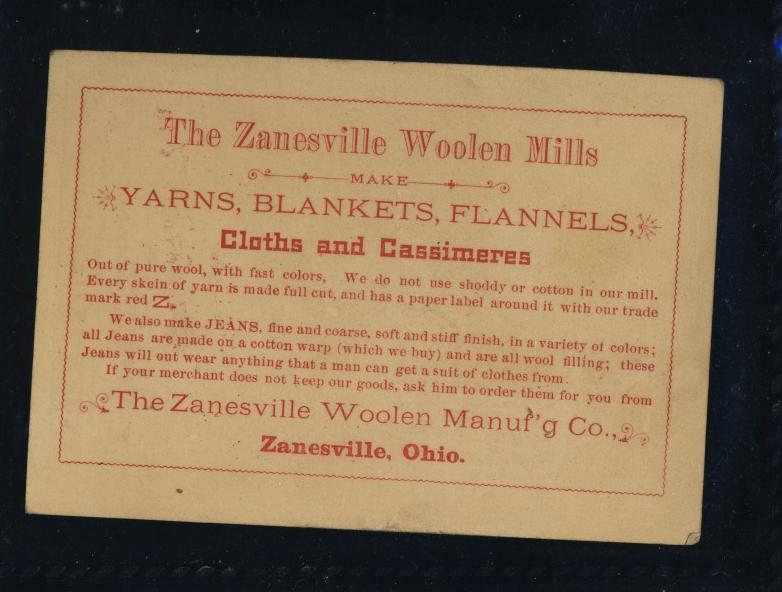 The Zanesville Woolen Mills
MAKE
YARNS, BLANKETS, FLANNELS,
Cloths and Cassimeres
Out of pure wool, with fast colors, We do not use shoddy or cotton in our mill.
Every skein of yarn is made full cut, and has a paper label around it with our trade
mark red Z.
We also make JEANS, fine and coarse, soft and stiff finish, in a variety of colors;
all Jeans are made on a cotton warp (which we buy) and are all wool filling; these
Jeans will out wear anything that a man can get a suit of clothes from.
If your merchant does not keep our goods, ask him to order them for you from
The Zanesville Woolen Manuf'g Co.,
Zanesville, Ohio.